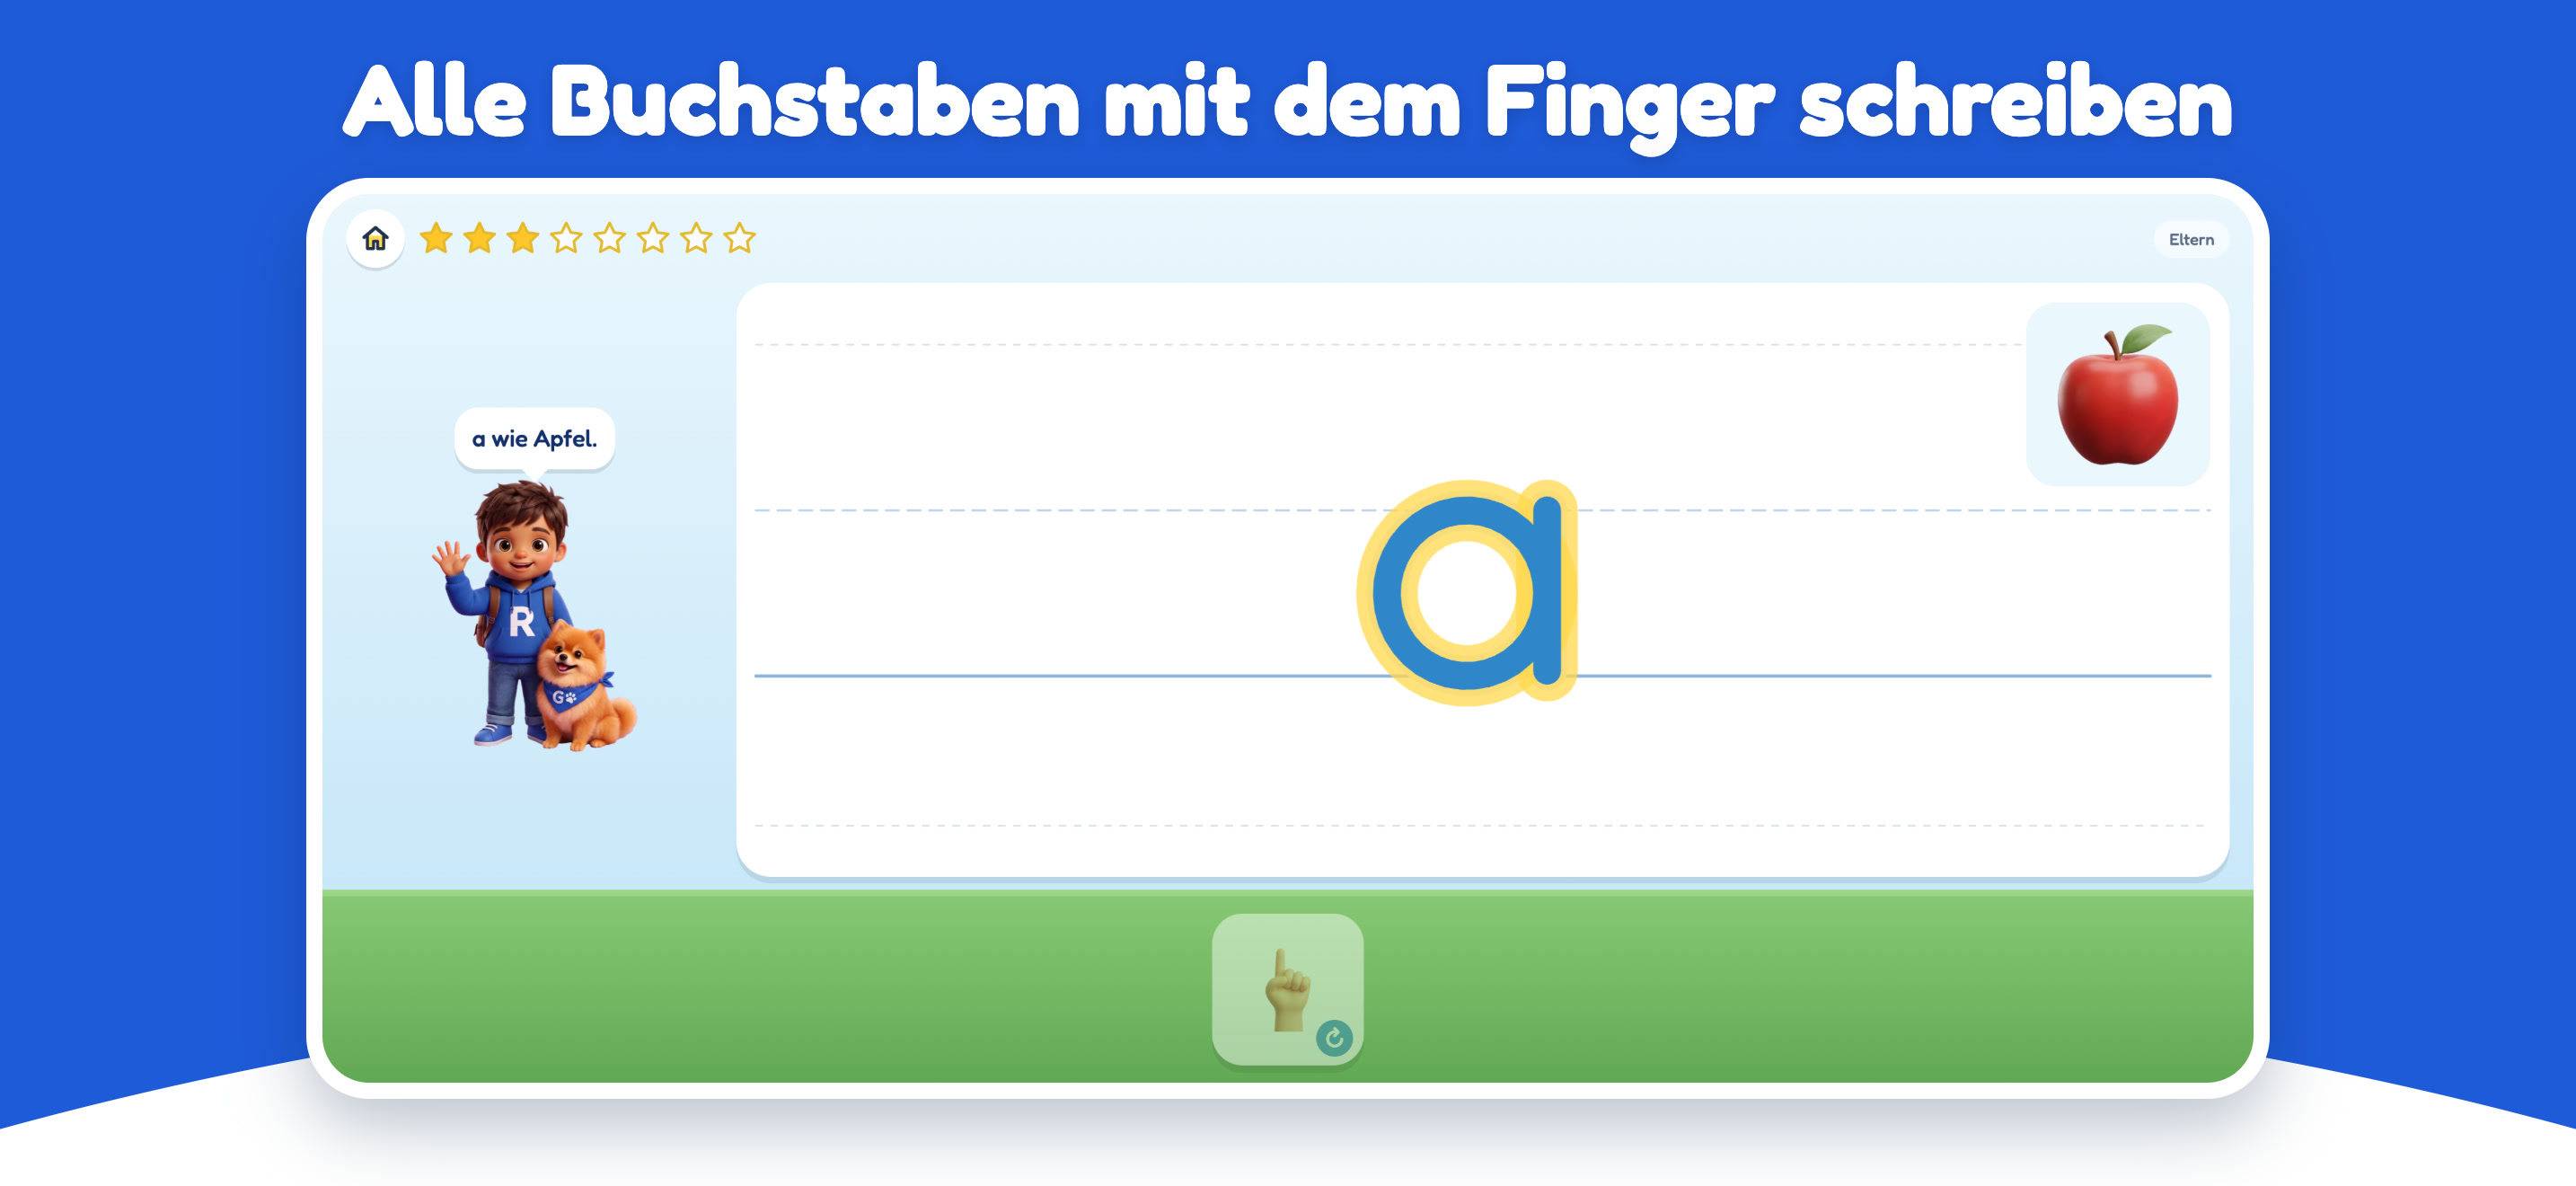 Alle Buchstaben mit dem Finger schreiben
Eltern
a wie Apfel.
a
R
G